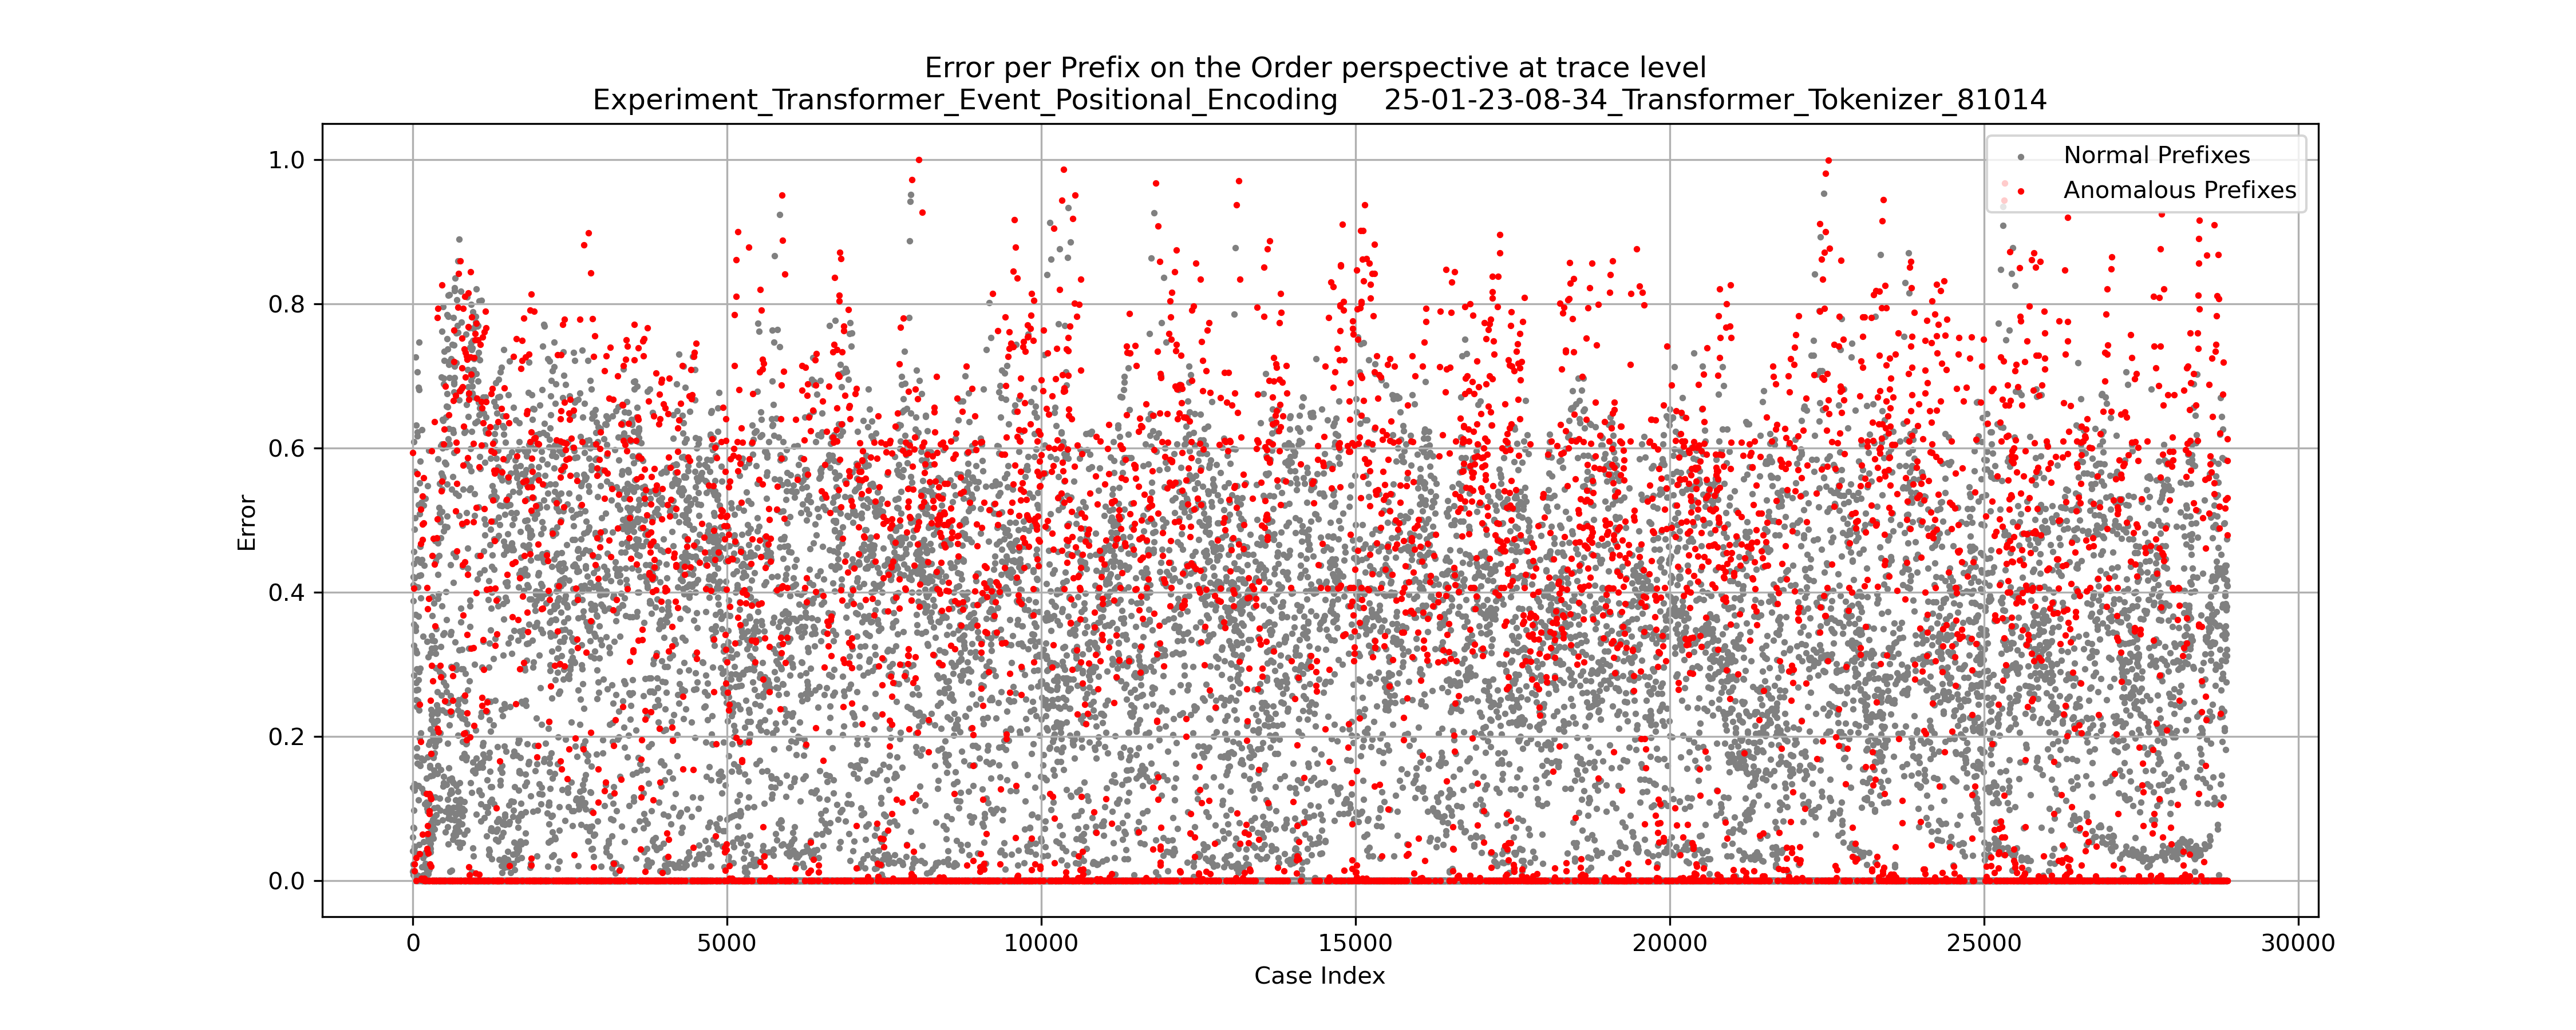 Error per Prefix on the Order perspective at trace level
Experiment_Transformer_Event_Positional_Encoding     25-01-23-08-34_Transformer_Tokenizer_81014
Normal Prefixes
Anomalous Prefixes
1.0
0.8
0.6
0.4
0.2
0.0
Error
0
5000
10000
15000
20000
25000
30000
Case Index